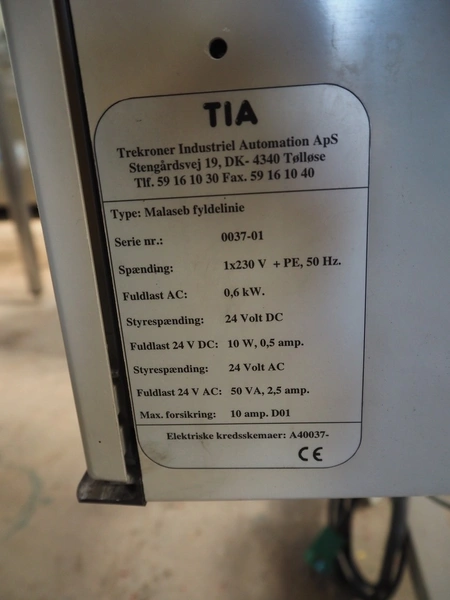 TIA
Trekroner Industriel Automation ApS
Stengårdsvej 19, DK- 4340 Tølløse
Tlf. 59 16 10 30 Fax. 59 16 10 40
Type: Malaseb fyldelinie
Serie nr.: 0037-01
Spænding: 1x230 V + PE, 50 Hz.
Fuldlast AC: 0,6 kW.
Styrespænding: 24 Volt DC
Fuldlast 24 V DC: 10 W, 0,5 amp.
Styrespænding: 24 Volt AC
Fuldlast 24 V AC: 50 VA, 2,5 amp.
Max. forsikring: 10 amp. D01
Elektriske kredsskemaer: A40037-
CE